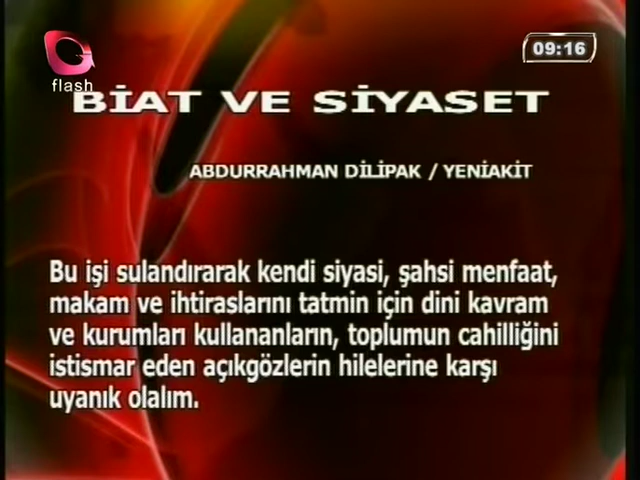 flash
09:16
BİAT VE SİYASET
ABDURRAHMAN DİLİPAK / YENİAKİT
Bu işi sulandırarak kendi siyasi, şahsi menfaat,
makam ve ihtiraslarını tatmin için dini kavram
ve kurumları kullananların, toplumun cahilliğini
istismar eden açıkgözlerin hilelerine karşı
uyanık olalım.